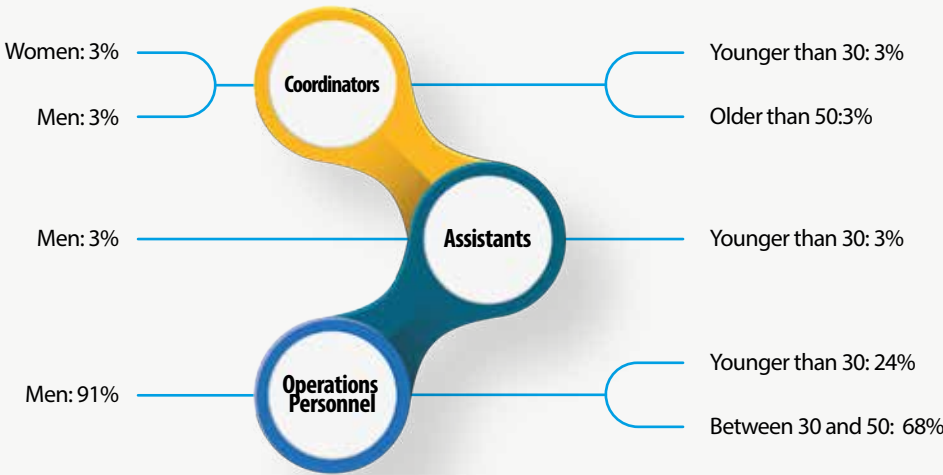 Women: 3%
Men: 3%
Coordinators
Younger than 30: 3%
Older than 50:3%
Men: 3%
Assistants
Younger than 30: 3%
Men: 91%
Operations
Personnel
Younger than 30: 24%
Between 30 and 50: 68%